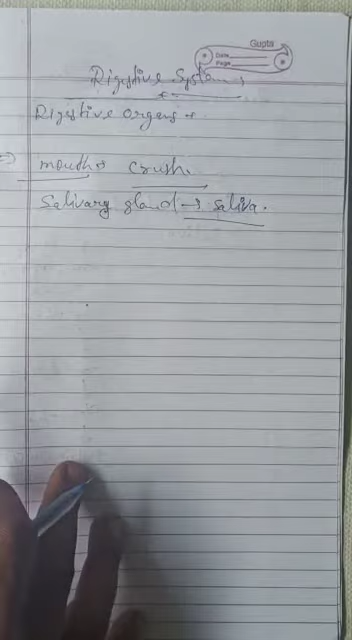 Gupta
Date
Page
Digestive System
Digestive organs →
⇒ mouth → crush.
Salivary gland → saliva.